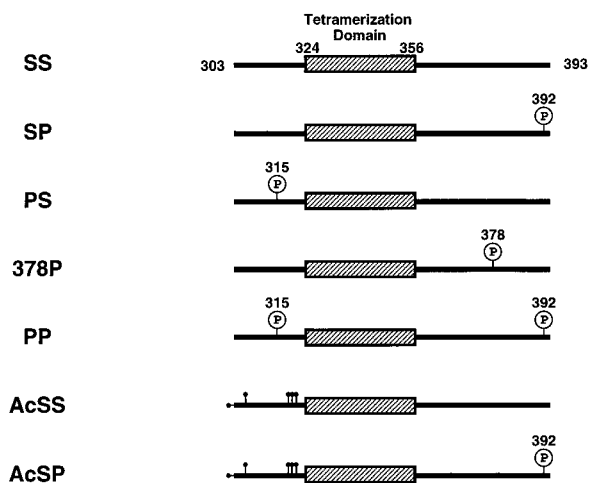 Tetramerization
Domain
324 356
SS 303 393
392
SP P
315
PS P
378
378P P
315 392
PP P P
AcSS
392
AcSP P